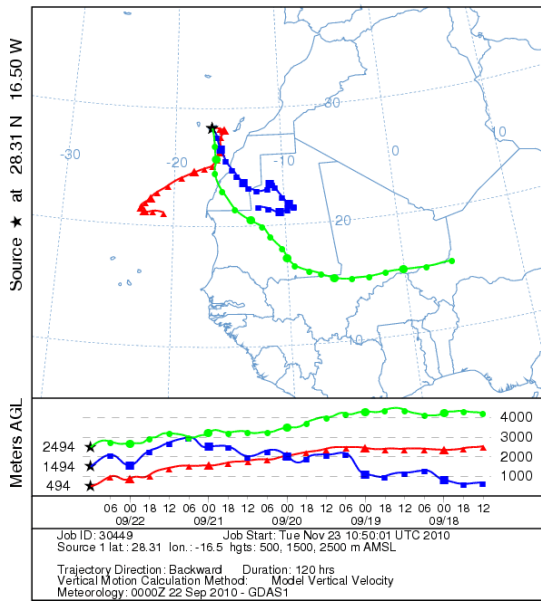 Source ★ at 28.31 N 16.50 W
-30
-20
-10
0
10
30
20
10
Meters AGL
2494
1494
494
4000
3000
2000
1000
06 00 18 12 06 00 18 12 06 00 18 12 06 00 18 12 06 00 18 12
09/22 09/21 09/20 09/19 09/18
Job ID: 30449 Job Start: Tue Nov 23 10:50:01 UTC 2010
Source 1 lat.: 28.31 lon.: -16.5 hgts: 500, 1500, 2500 m AMSL
Trajectory Direction: Backward Duration: 120 hrs
Vertical Motion Calculation Method: Model Vertical Velocity
Meteorology: 0000Z 22 Sep 2010 - GDAS1